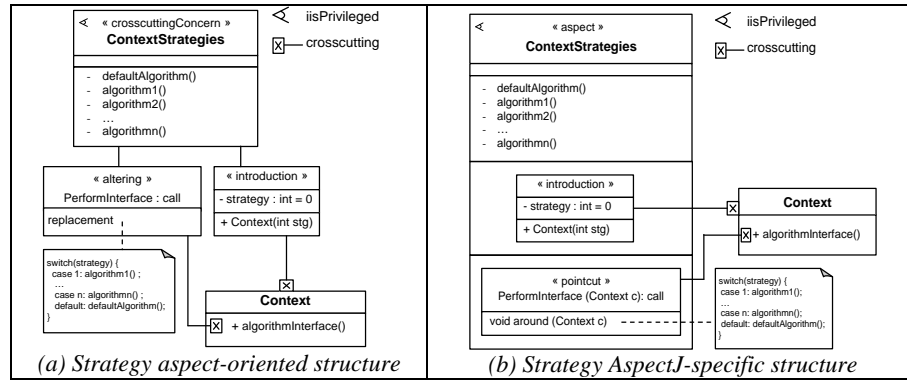 « crosscuttingConcern »
ContextStrategies
- defaultAlgorithm()
- algorithm1()
- algorithm2()
- ...
- algorithmn()
iisPrivileged
crosscutting
« altering »
PerformInterface : call
replacement
« introduction »
- strategy : int = 0
+ Context(int stg)
switch(strategy) {
case 1: algorithm1() ;
...
case n: algorithmn() ;
default: defaultAlgorithm();
}
Context
+ algorithmInterface()
(a) Strategy aspect-oriented structure
« aspect »
ContextStrategies
- defaultAlgorithm()
- algorithm1()
- algorithm2()
- ...
- algorithmn()
iisPrivileged
crosscutting
« introduction »
- strategy : int = 0
+ Context(int stg)
Context
+ algorithmInterface()
« pointcut »
PerformInterface (Context c): call
void around (Context c)
switch(strategy) {
case 1: algorithm1();
...
case n: algorithmn();
default: defaultAlgorithm();
}
(b) Strategy AspectJ-specific structure